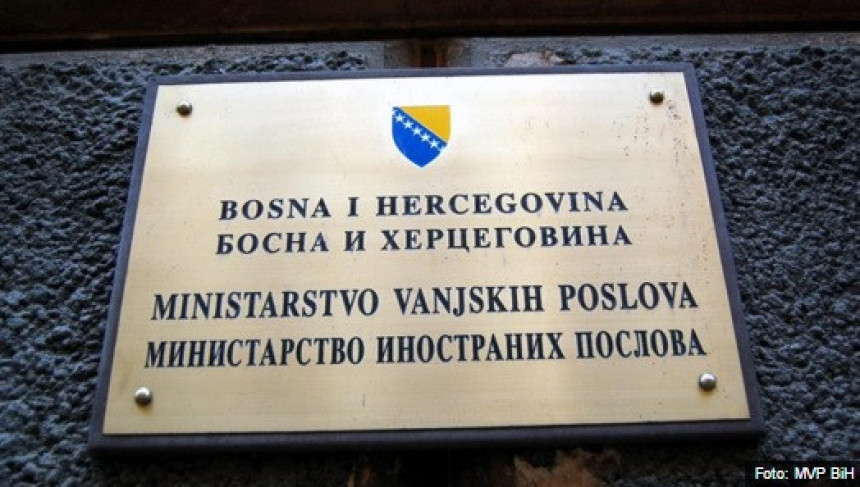 BOSNA I HERCEGOVINA
БОСНА И ХЕРЦЕГОВИНА
MINISTARSTVO VANJSKIH POSLOVA
МИНИСТАРСТВО ИНОСТРАНИХ ПОСЛОВА
Foto: MVP BiH